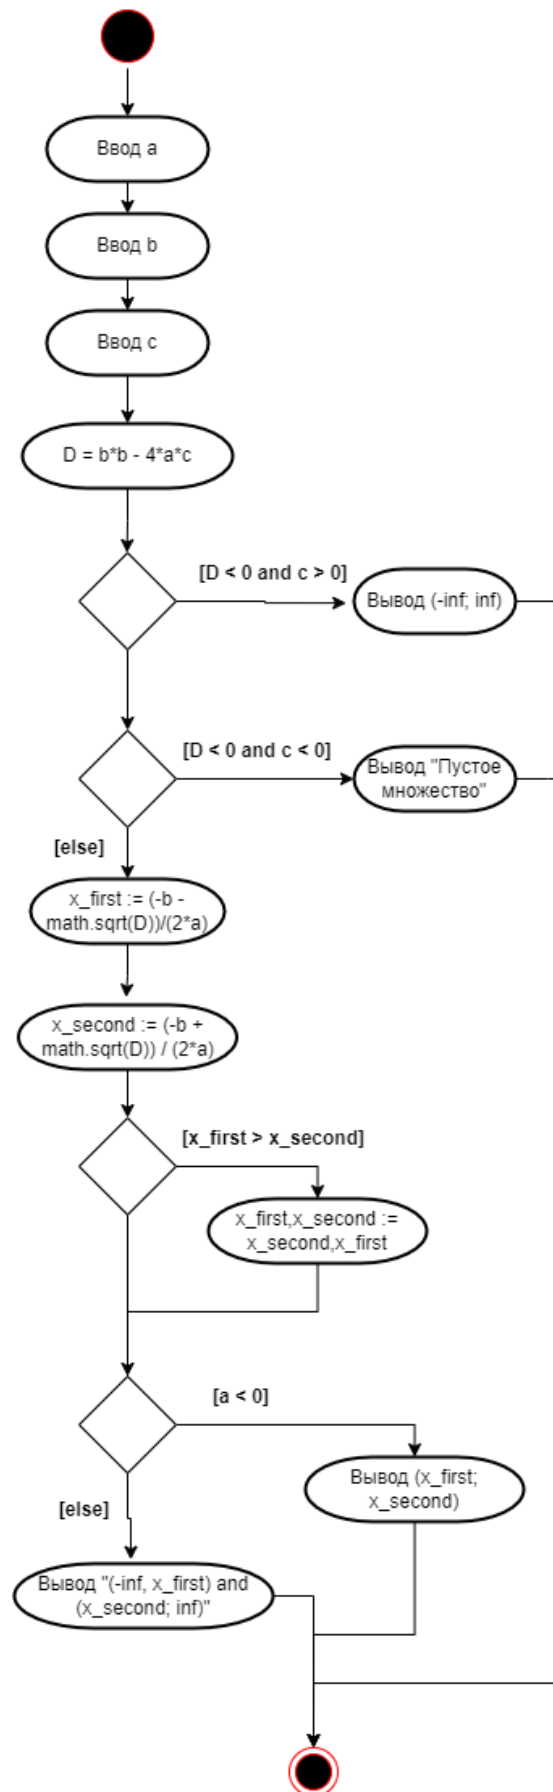 Ввод a
Ввод b
Ввод c
D = b*b - 4*a*c
[D < 0 and c > 0]
Вывод (-inf; inf)
[D < 0 and c < 0]
Вывод "Пустое
множество"
[else]
x_first := (-b -
math.sqrt(D))/(2*a)
x_second := (-b +
math.sqrt(D)) / (2*a)
[x_first > x_second]
x_first,x_second :=
x_second,x_first
[a < 0]
Вывод (x_first;
x_second)
[else]
Вывод "(-inf, x_first) and
(x_second; inf)"